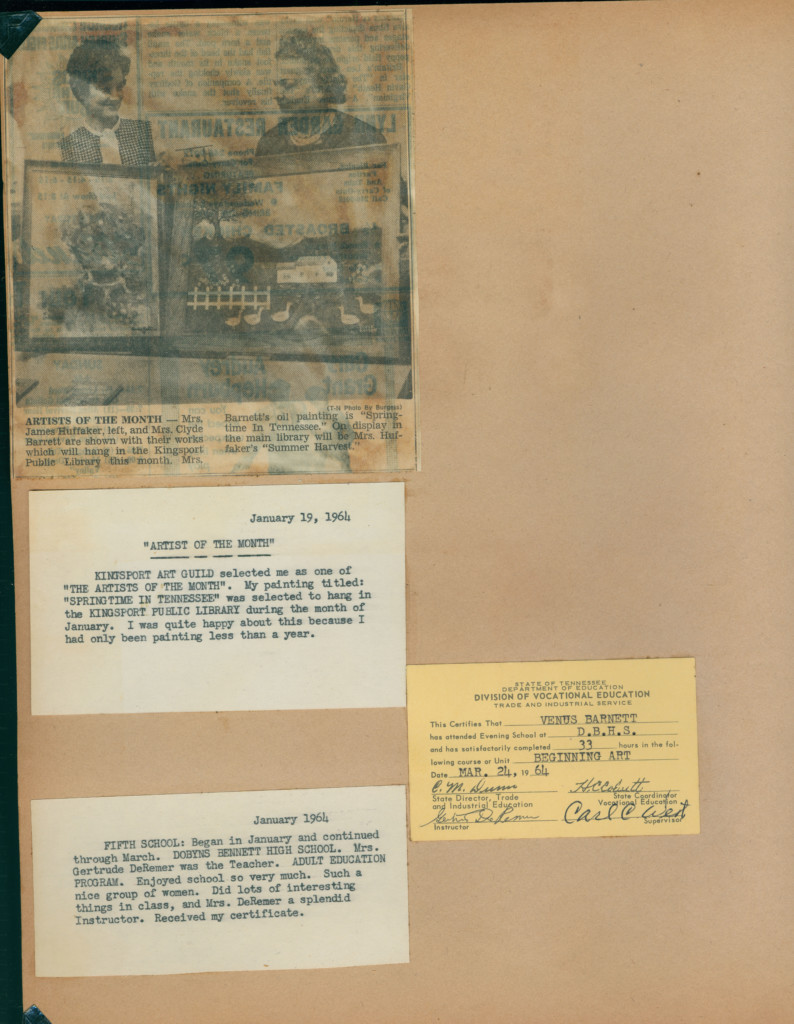 LYNN GARDEN RESTAURANT
FAMILY NIGHTS
(T-N Photo By Burgess)
ARTISTS OF THE MONTH — Mrs.
James Huffaker, left, and Mrs. Clyde
Barrett are shown with their works
which will hang in the Kingsport
Public Library this month. Mrs.
Barnett's oil painting is "Spring-
time In Tennessee." On display in
the main library will be Mrs. Huf-
faker's "Summer Harvest."
January 19, 1964
"ARTIST OF THE MONTH"
KINGSPORT ART GUILD selected me as one of
"THE ARTISTS OF THE MONTH". My painting titled:
"SPRINGTIME IN TENNESSEE" was selected to hang in
the KINGSPORT PUBLIC LIBRARY during the month of
January. I was quite happy about this because I
had only been painting less than a year.
STATE OF TENNESSEE
DEPARTMENT OF EDUCATION
DIVISION OF VOCATIONAL EDUCATION
TRADE AND INDUSTRIAL SERVICE
This Certifies That VENUS BARNETT
has attended Evening School at D.B.H.S.
and has satisfactorily completed 33 hours in the fol-
lowing course or Unit BEGINNING ART
Date MAR. 24, 1964
C. M. Dunn
State Director, Trade
and Industrial Education
State Coordinator
Vocational Education
DeRemer
Instructor
Carl C.
Supervisor
January 1964
FIFTH SCHOOL: Began in January and continued
through March. DOBYNS BENNETT HIGH SCHOOL. Mrs.
Gertrude DeRemer was the Teacher. ADULT EDUCATION
PROGRAM. Enjoyed school so very much. Such a
nice group of women. Did lots of interesting
things in class, and Mrs. DeRemer a splendid
Instructor. Received my certificate.